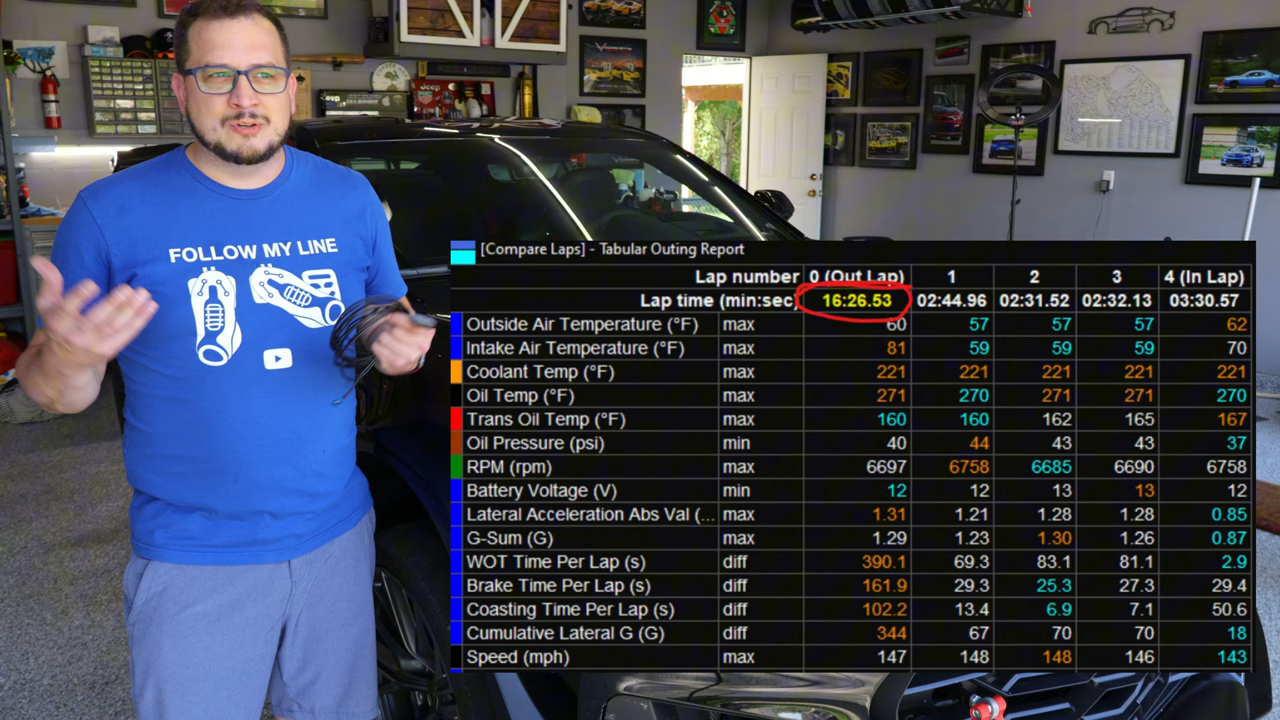 FOLLOW MY LINE
Jeep
[Compare Laps] - Tabular Outing Report
Lap number 0 (Out Lap) 1 2 3 4 (In Lap)
Lap time (min:sec) 16:26.53 02:44.96 02:31.52 02:32.13 03:30.57
Outside Air Temperature (°F) max 60 57 57 57 62
Intake Air Temperature (°F) max 81 59 59 59 70
Coolant Temp (°F) max 221 221 221 221 221
Oil Temp (°F) max 271 270 271 271 270
Trans Oil Temp (°F) max 160 160 162 165 167
Oil Pressure (psi) min 40 44 43 43 37
RPM (rpm) max 6697 6758 6685 6690 6758
Battery Voltage (V) min 12 12 13 13 12
Lateral Acceleration Abs Val (... max 1.31 1.21 1.28 1.28 0.85
G-Sum (G) max 1.29 1.23 1.30 1.26 0.87
WOT Time Per Lap (s) diff 390.1 69.3 83.1 81.1 2.9
Brake Time Per Lap (s) diff 161.9 29.3 25.3 27.3 29.4
Coasting Time Per Lap (s) diff 102.2 13.4 6.9 7.1 50.6
Cumulative Lateral G (G) diff 344 67 70 70 18
Speed (mph) max 147 148 148 146 143